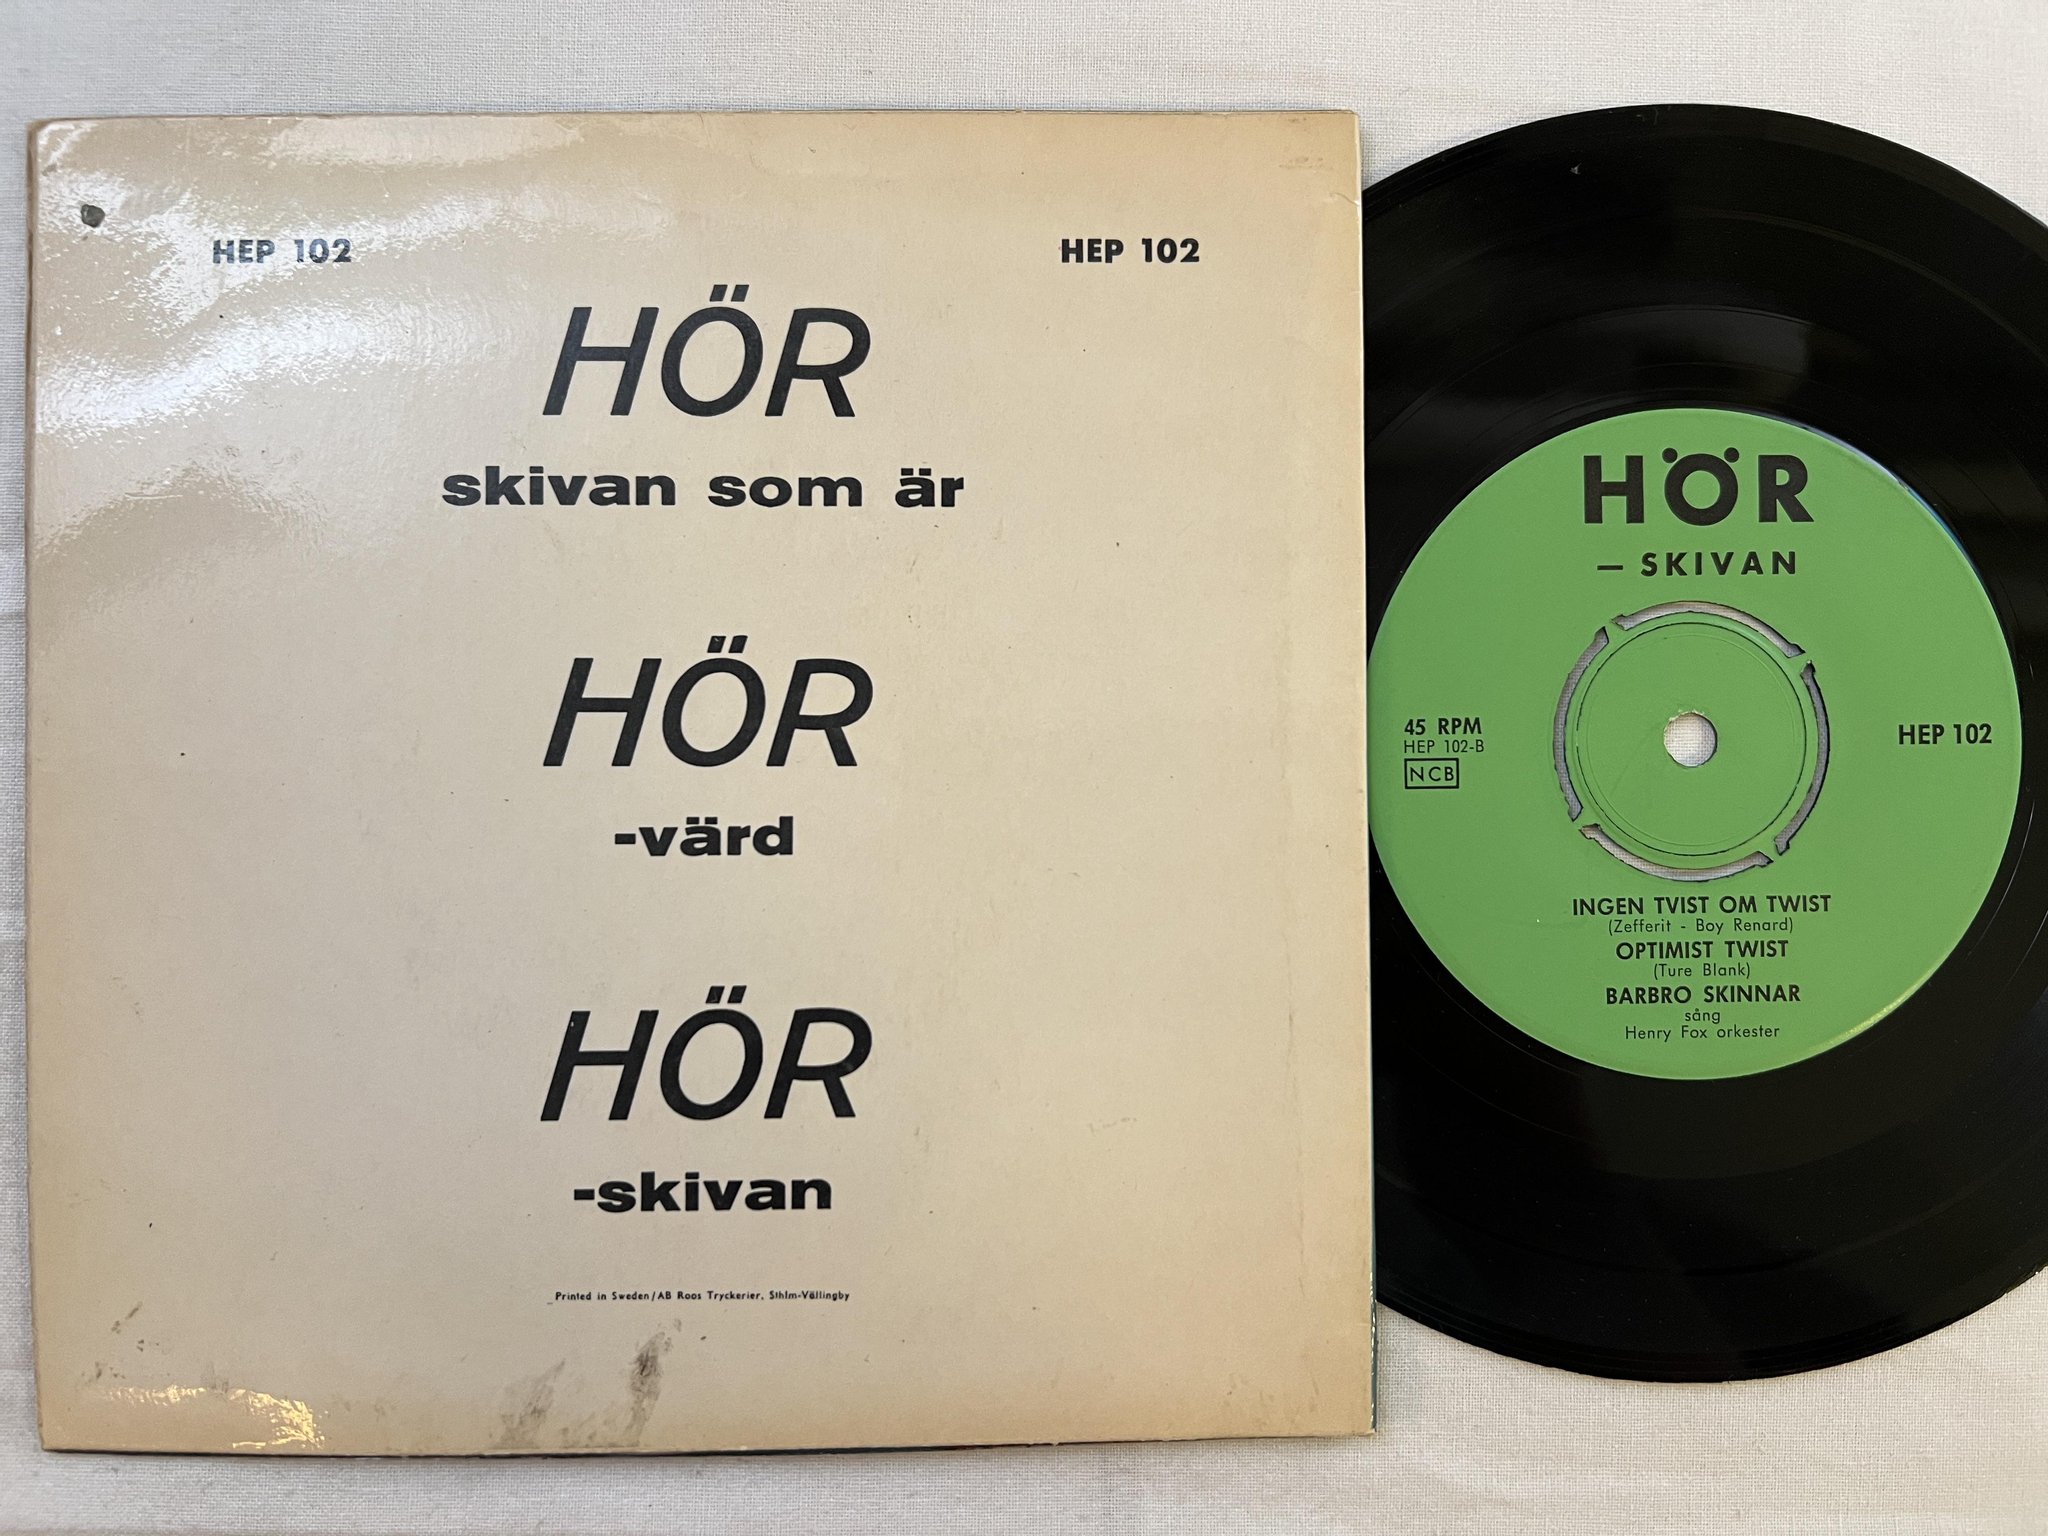 HEP 102
HEP 102
HÖR
skivan som är
HÖR
-värd
HÖR
-skivan
Printed in Sweden/AB Roos Tryckerier, Sthlm-Vällingby
HÖR
— SKIVAN
45 RPM
HEP 102-B
NCB
HEP 102
INGEN TVIST OM TWIST
(Zefferit - Boy Renard)
OPTIMIST TWIST
(Ture Blank)
BARBRO SKINNAR
sång
Henry Fox orkester